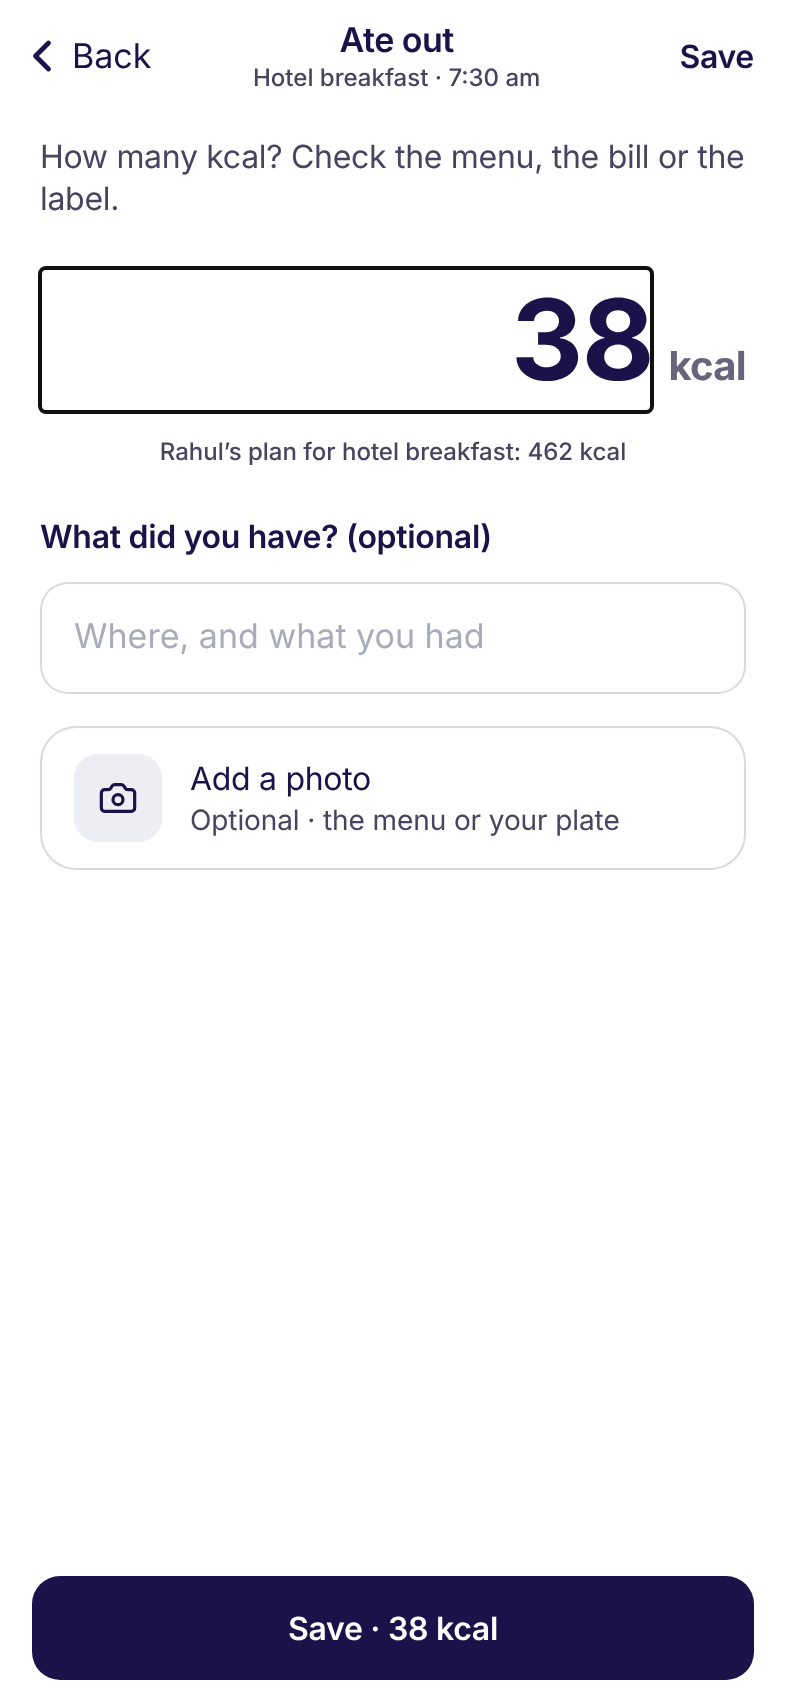 Back
Ate out
Hotel breakfast · 7:30 am
Save
How many kcal? Check the menu, the bill or the
label.
38 kcal
Rahul’s plan for hotel breakfast: 462 kcal
What did you have? (optional)
Where, and what you had
Add a photo
Optional · the menu or your plate
Save · 38 kcal